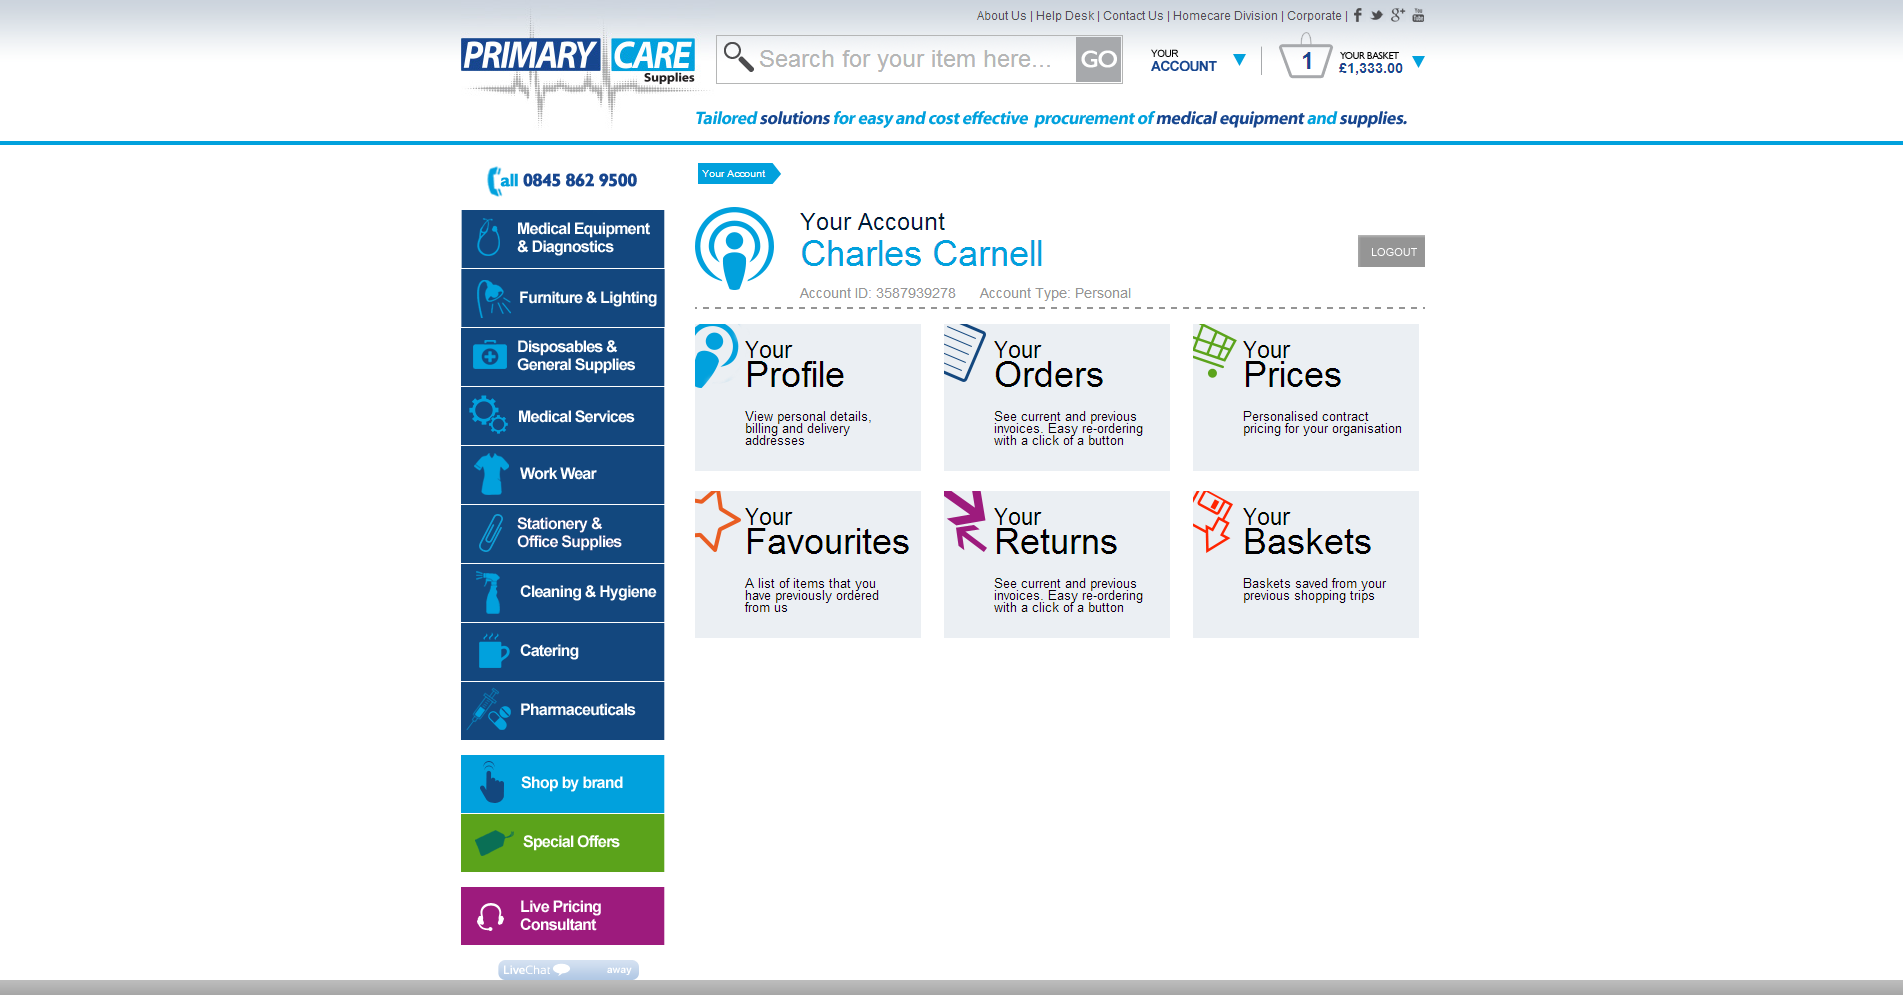 About Us | Help Desk | Contact Us | Homecare Division | Corporate |
PRIMARY CARE
Supplies
Search for your item here...
GO
YOUR
ACCOUNT
1
YOUR BASKET
£1,333.00
Tailored solutions for easy and cost effective procurement of medical equipment and supplies.
Call 0845 862 9500
Medical Equipment
& Diagnostics
Furniture & Lighting
Disposables &
General Supplies
Medical Services
Work Wear
Stationery &
Office Supplies
Cleaning & Hygiene
Catering
Pharmaceuticals
Shop by brand
Special Offers
Live Pricing
Consultant
LiveChat away
Your Account
Your Account
Charles Carnell
LOGOUT
Account ID: 3587939278 Account Type: Personal
Your
Profile
View personal details,
billing and delivery
addresses
Your
Orders
See current and previous
invoices. Easy re-ordering
with a click of a button
Your
Prices
Personalised contract
pricing for your organisation
Your
Favourites
A list of items that you
have previously ordered
from us
Your
Returns
See current and previous
invoices. Easy re-ordering
with a click of a button
Your
Baskets
Baskets saved from your
previous shopping trips